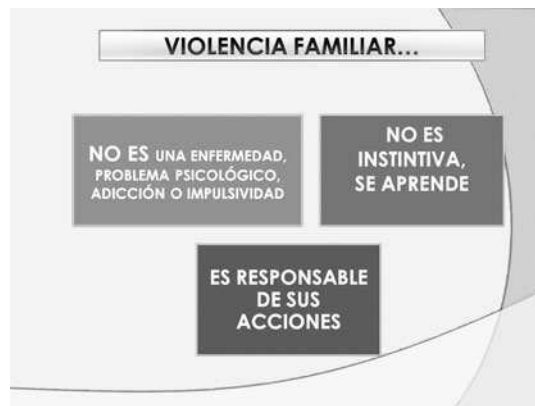 VIOLENCIA FAMILIAR...
NO ES UNA ENFERMEDAD,
PROBLEMA PSICOLÓGICO,
ADICCIÓN O IMPULSIVIDAD
NO ES
INSTINTIVA,
SE APRENDE
ES RESPONSABLE
DE SUS
ACCIONES